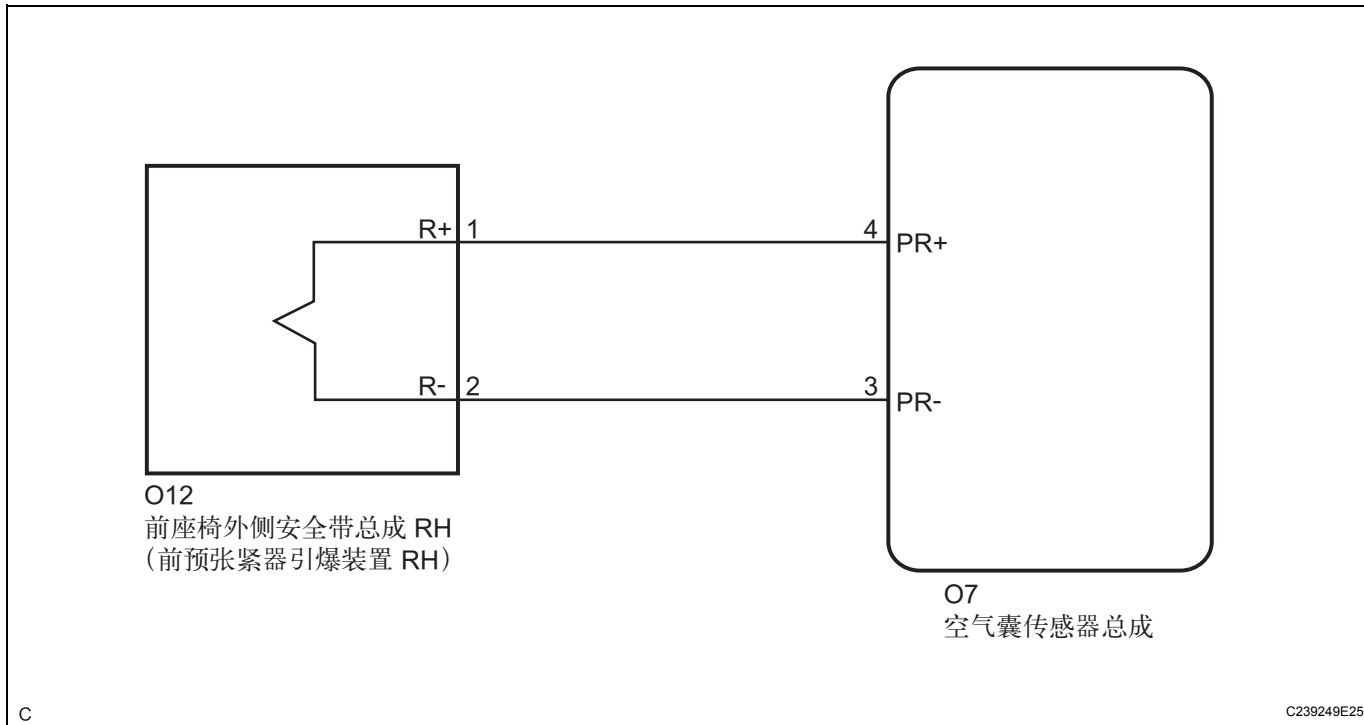 R+ 1 4 PR+
R- 2 3 PR-
O12
前座椅外侧安全带总成 RH
（前预张紧器引爆装置 RH）
O7
空气囊传感器总成
C C239249E25